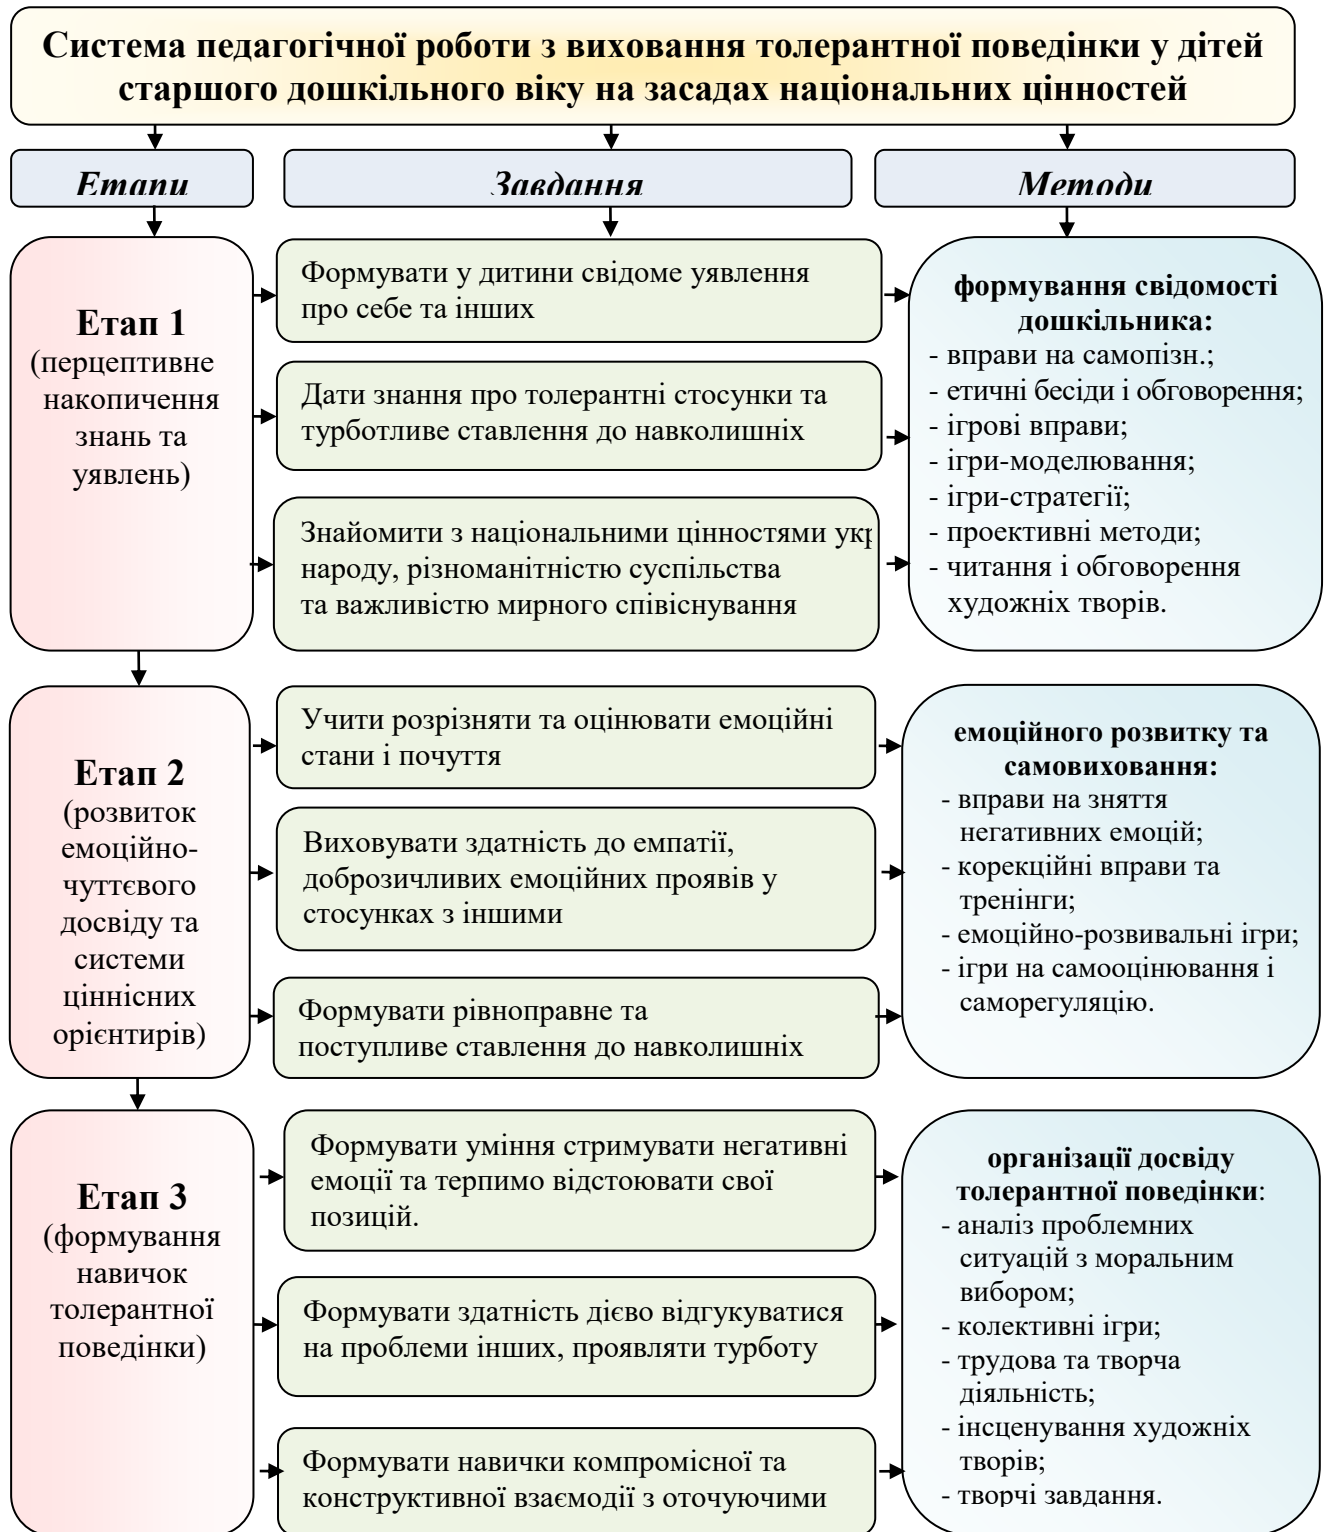 Система педагогічної роботи з виховання толерантної поведінки у дітей
старшого дошкільного віку на засадах національних цінностей
Етапи
Завдання
Методи
Етап 1
(перцептивне
накопичення
знань та
уявлень)
Формувати у дитини свідоме уявлення
про себе та інших
Дати знання про толерантні стосунки та
турботливе ставлення до навколишніх
Знайомити з національними цінностями укр
народу, різноманітністю суспільства
та важливістю мирного співіснування
формування свідомості
дошкільника:
- вправи на самопізн.;
- етичні бесіди і обговорення;
- ігрові вправи;
- ігри-моделювання;
- ігри-стратегії;
- проективні методи;
- читання і обговорення
художніх творів.
Етап 2
(розвиток
емоційно-
чуттєвого
досвіду та
системи
ціннісних
орієнтирів)
Учити розрізняти та оцінювати емоційні
стани і почуття
Виховувати здатність до емпатії,
доброзичливих емоційних проявів у
стосунках з іншими
Формувати рівноправне та
поступливе ставлення до навколишніх
емоційного розвитку та
самовиховання:
- вправи на зняття
негативних емоцій;
- корекційні вправи та
тренінги;
- емоційно-розвивальні ігри;
- ігри на самооцінювання і
саморегуляцію.
Етап 3
(формування
навичок
толерантної
поведінки)
Формувати уміння стримувати негативні
емоції та терпимо відстоювати свої
позицій.
Формувати здатність дієво відгукуватися
на проблеми інших, проявляти турботу
Формувати навички компромісної та
конструктивної взаємодії з оточуючими
організації досвіду
толерантної поведінки:
- аналіз проблемних
ситуацій з моральним
вибором;
- колективні ігри;
- трудова та творча
діяльність;
- інсценування художніх
творів;
- творчі завдання.